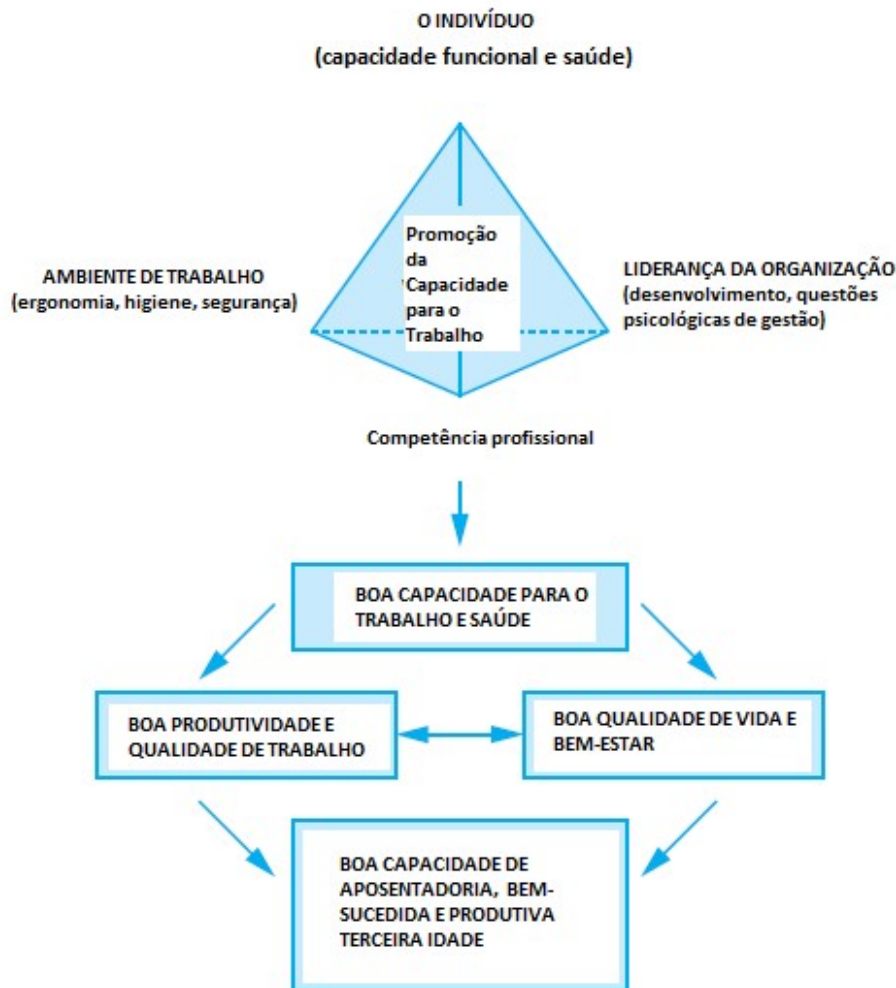 O INDIVÍDUO
(capacidade funcional e saúde)
Promoção
da
Capacidade
para o
Trabalho
AMBIENTE DE TRABALHO
(ergonomia, higiene, segurança)
LIDERANÇA DA ORGANIZAÇÃO
(desenvolvimento, questões
psicológicas de gestão)
Competência profissional
BOA CAPACIDADE PARA O
TRABALHO E SAÚDE
BOA PRODUTIVIDADE E
QUALIDADE DE TRABALHO
BOA QUALIDADE DE VIDA E
BEM-ESTAR
BOA CAPACIDADE DE
APOSENTADORIA, BEM-
SUCEDIDA E PRODUTIVA
TERCEIRA IDADE